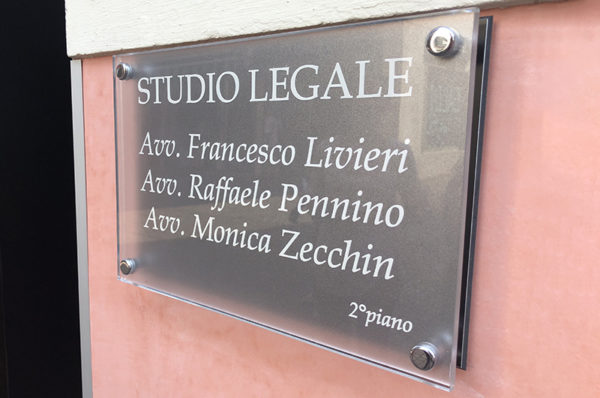 STUDIO LEGALE
Avv. Francesco Livieri
Avv. Raffaele Pennino
Avv. Monica Zecchin
2°piano